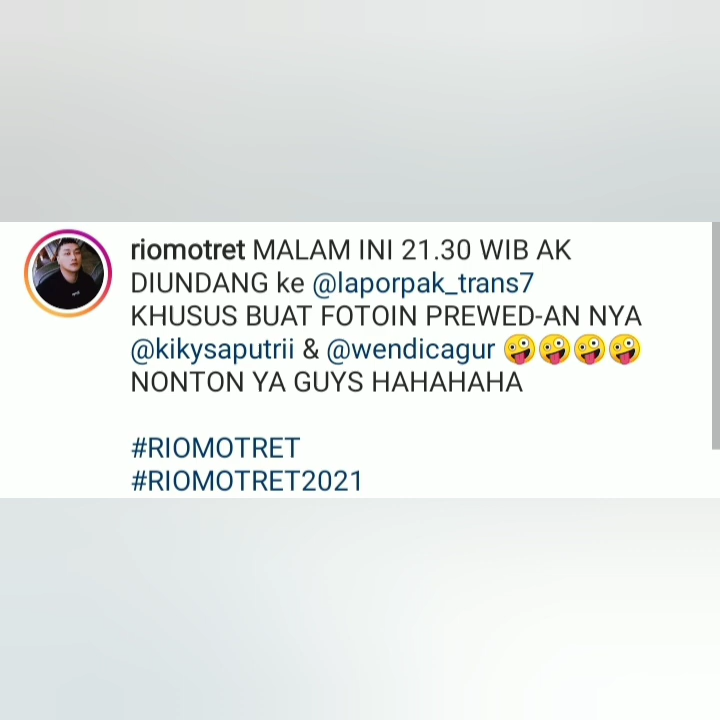 riomotret MALAM INI 21.30 WIB AK
DIUNDANG ke @laporpak_trans7
KHUSUS BUAT FOTOIN PREWED-AN NYA
@kikysaputrii & @wendicagur 🤪🤪🤪🤪
NONTON YA GUYS HAHAHAHA
#RIOMOTRET
#RIOMOTRET2021